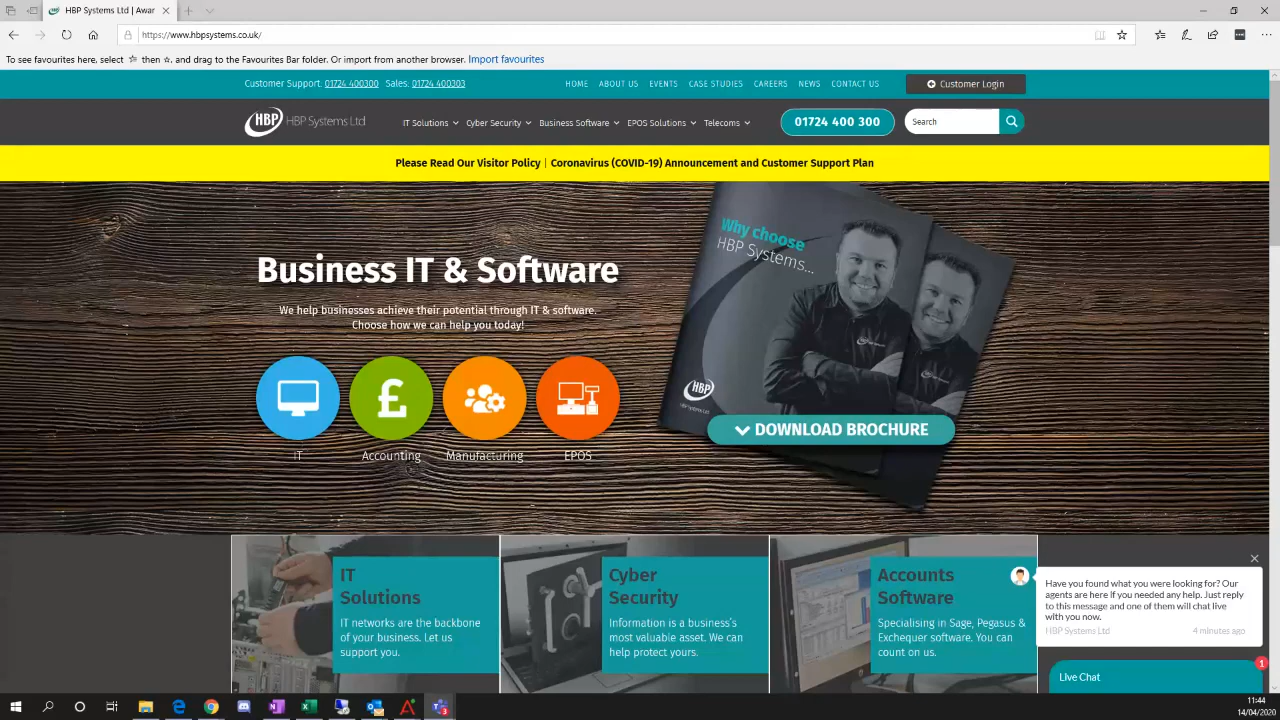 HBP Systems Ltd | Awar
https://www.hbpsystems.co.uk/
To see favourites here, select ☆ then ☆, and drag to the Favourites Bar folder. Or import from another browser. Import favourites
Customer Support: 01724 400300 Sales: 01724 400303
HOME ABOUT US EVENTS CASE STUDIES CAREERS NEWS CONTACT US
Customer Login
HBP HBP Systems Ltd
IT Solutions Cyber Security Business Software EPOS Solutions Telecoms
01724 400 300
Search
Please Read Our Visitor Policy | Coronavirus (COVID-19) Announcement and Customer Support Plan
Why choose
HBP Systems...
Business IT & Software
We help businesses achieve their potential through IT & software.
Choose how we can help you today!
£
HBP
DOWNLOAD BROCHURE
IT Accounting Manufacturing EPOS
IT
Solutions
IT networks are the backbone
of your business. Let us
support you.
Cyber
Security
Information is a business's
most valuable asset. We can
help protect yours.
Accounts
Software
Specialising in Sage, Pegasus &
Exchequer software. You can
count on us.
Have you found what you were looking for? Our
agents are here if you needed any help. Just reply
to this message and one of them will chat live
with you now.
HBP Systems Ltd 4 minutes ago
1
Live Chat
11:44
14/04/2020